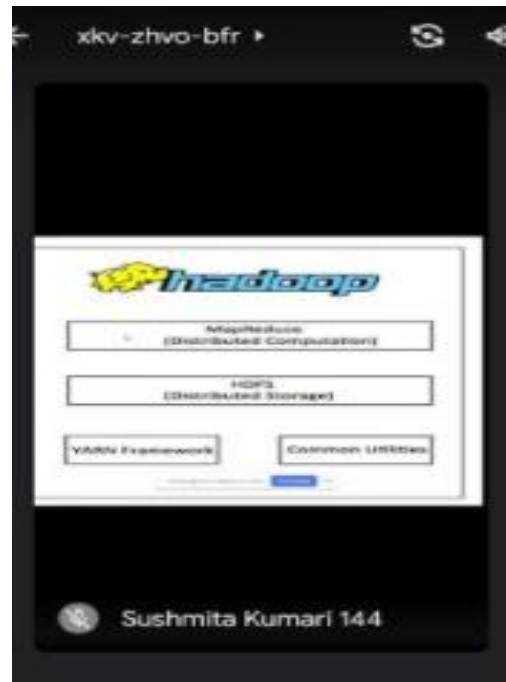 xkv-zhvo-bfr
hadoop
MapReduce
(Distributed Computation)
HDFS
(Distributed Storage)
YARN Framework
Common Utilities
Sushmita Kumari 144